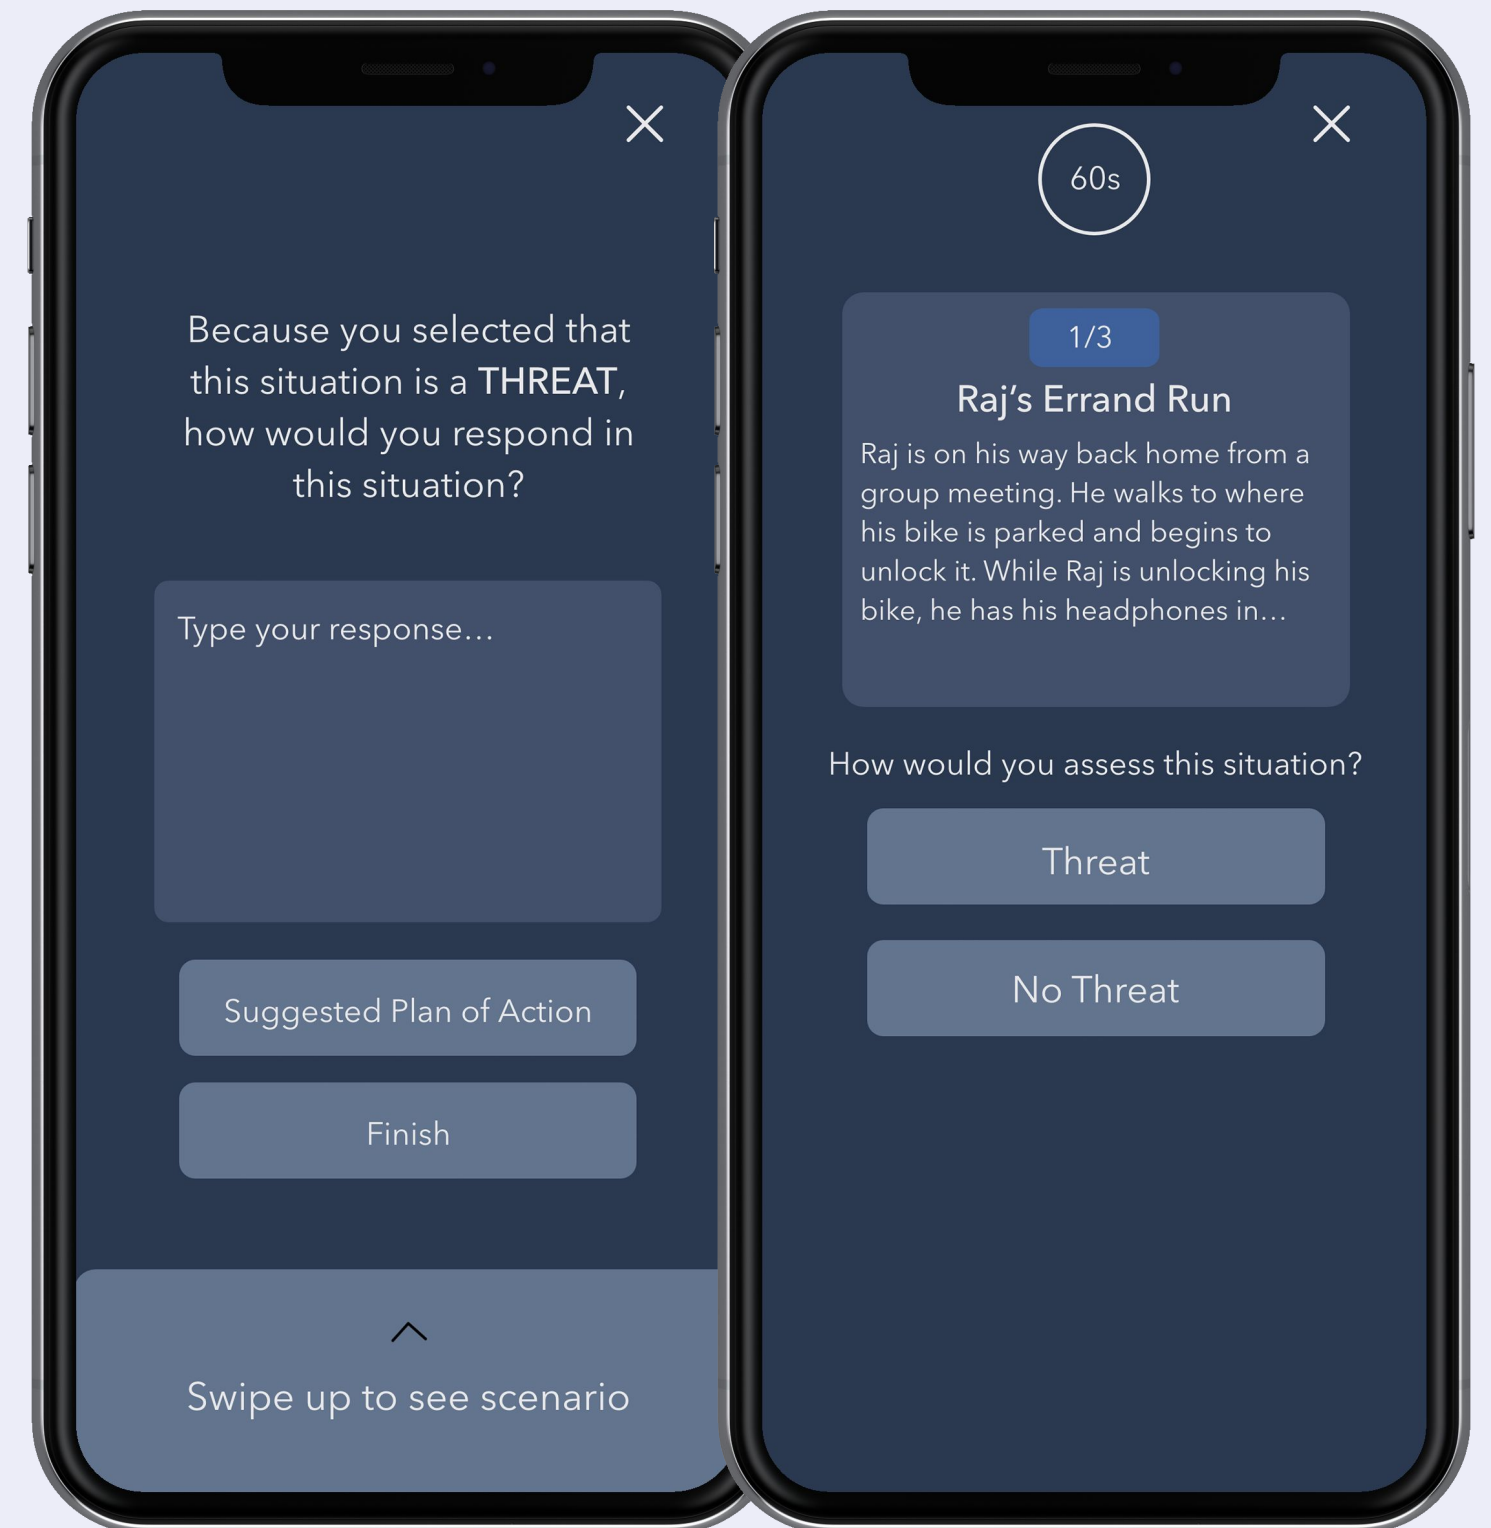 Because you selected that
this situation is a THREAT,
how would you respond in
this situation?
Type your response...
Suggested Plan of Action
Finish
Swipe up to see scenario
60s
1/3
Raj's Errand Run
Raj is on his way back home from a
group meeting. He walks to where
his bike is parked and begins to
unlock it. While Raj is unlocking his
bike, he has his headphones in...
How would you assess this situation?
Threat
No Threat